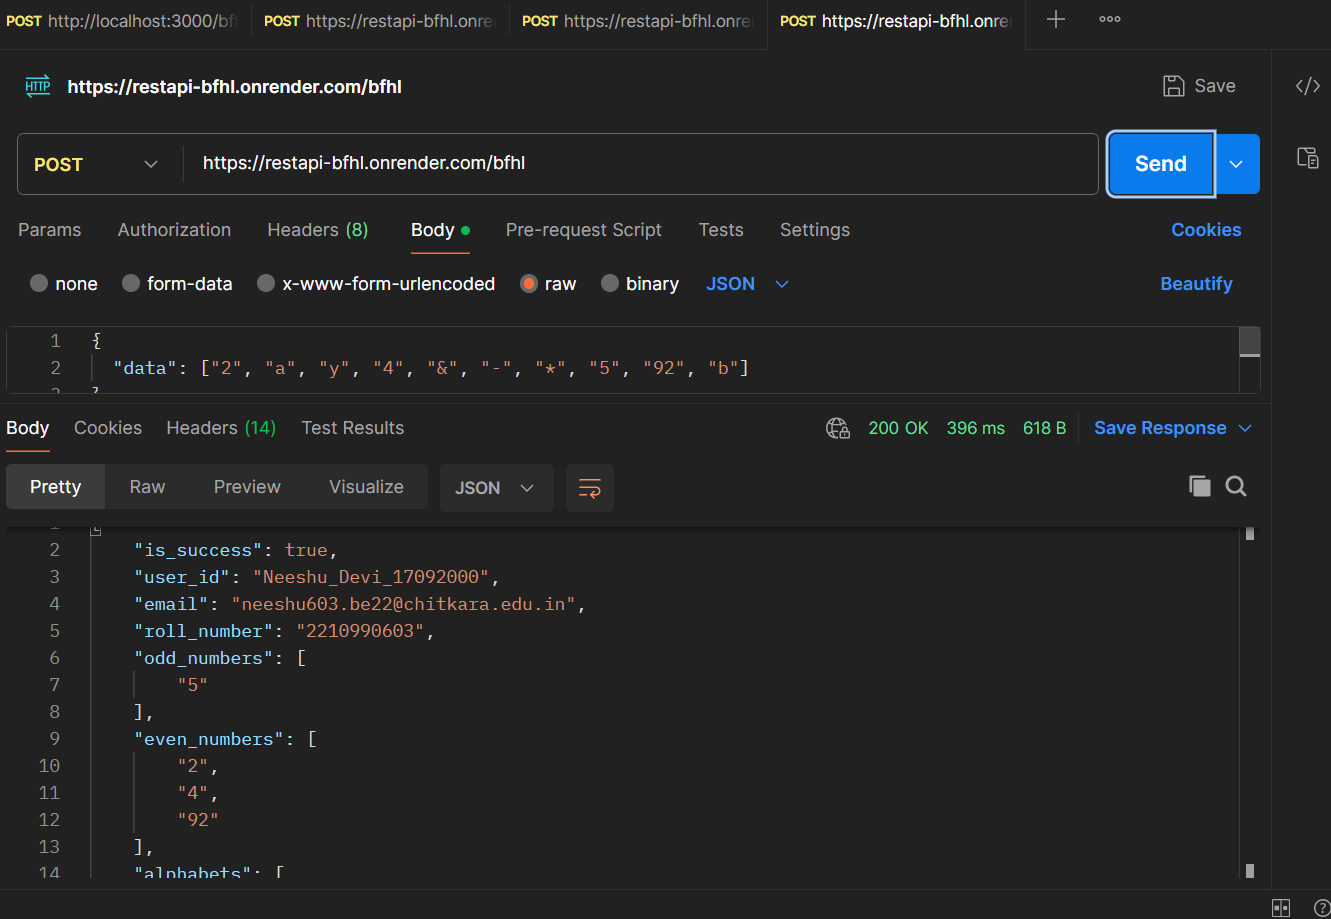 POST http://localhost:3000/bf POST https://restapi-bfhl.onre POST https://restapi-bfhl.onre POST https://restapi-bfhl.onre
HTTP https://restapi-bfhl.onrender.com/bfhl Save
POST https://restapi-bfhl.onrender.com/bfhl Send
Params Authorization Headers (8) Body Pre-request Script Tests Settings Cookies
none form-data x-www-form-urlencoded raw binary JSON Beautify
1 {
2 "data": ["2", "a", "y", "4", "&", "-", "*", "5", "92", "b"]
Body Cookies Headers (14) Test Results 200 OK 396 ms 618 B Save Response
Pretty Raw Preview Visualize JSON
2 "is_success": true,
3 "user_id": "Neeshu_Devi_17092000",
4 "email": "neeshu603.be22@chitkara.edu.in",
5 "roll_number": "2210990603",
6 "odd_numbers": [
7 "5"
8 ],
9 "even_numbers": [
10 "2",
11 "4",
12 "92"
13 ],
14 "alphabets": [